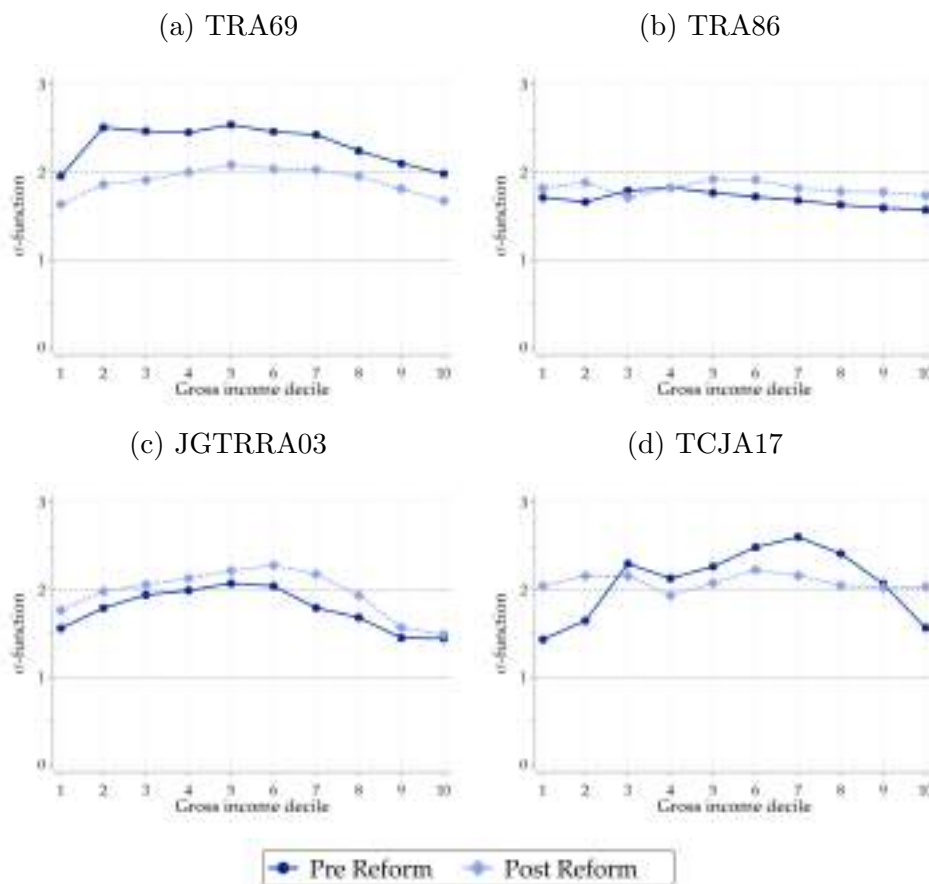 (a) TRA69
(b) TRA86
3
2
1
0
σ-function
1 2 3 4 5 6 7 8 9 10
Gross income decile
3
2
1
0
σ-function
1 2 3 4 5 6 7 8 9 10
Gross income decile
(c) JGTRRA03
(d) TCJA17
3
2
1
0
σ-function
1 2 3 4 5 6 7 8 9 10
Gross income decile
3
2
1
0
σ-function
1 2 3 4 5 6 7 8 9 10
Gross income decile
Pre Reform Post Reform